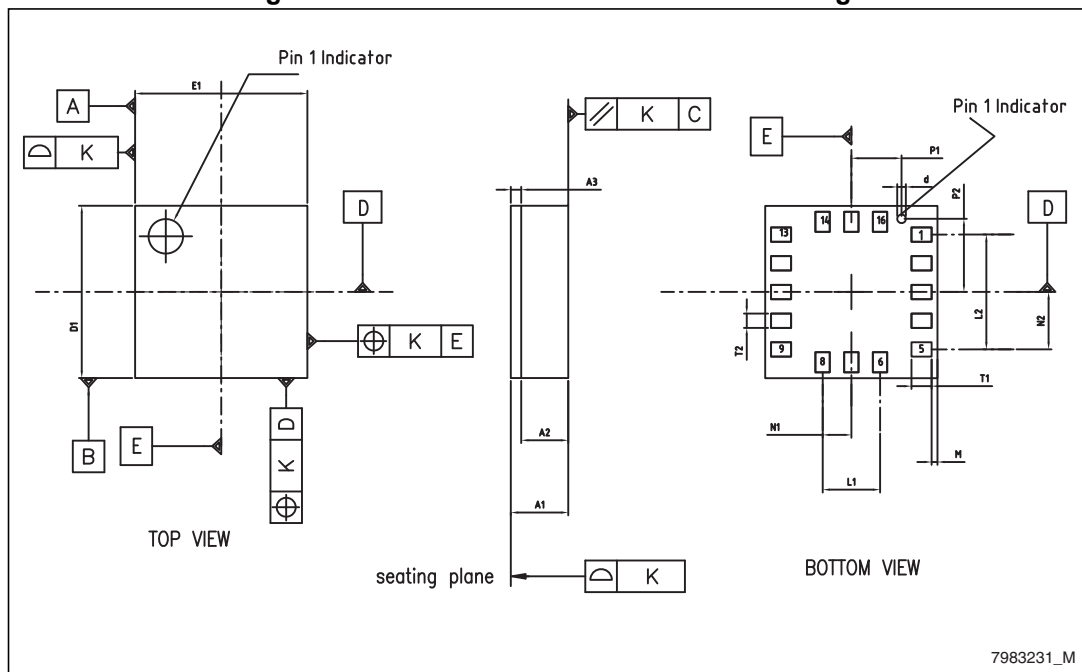 Pin 1 Indicator
E1
A
K
D1
D
K E
K D
B
E
TOP VIEW
K C
A3
A2
A1
seating plane
K
Pin 1 Indicator
E
P1
d
P2
D
14 16
13 1
L2
N2
T2
9 5
8 6
T1
N1
M
L1
BOTTOM VIEW
7983231_M